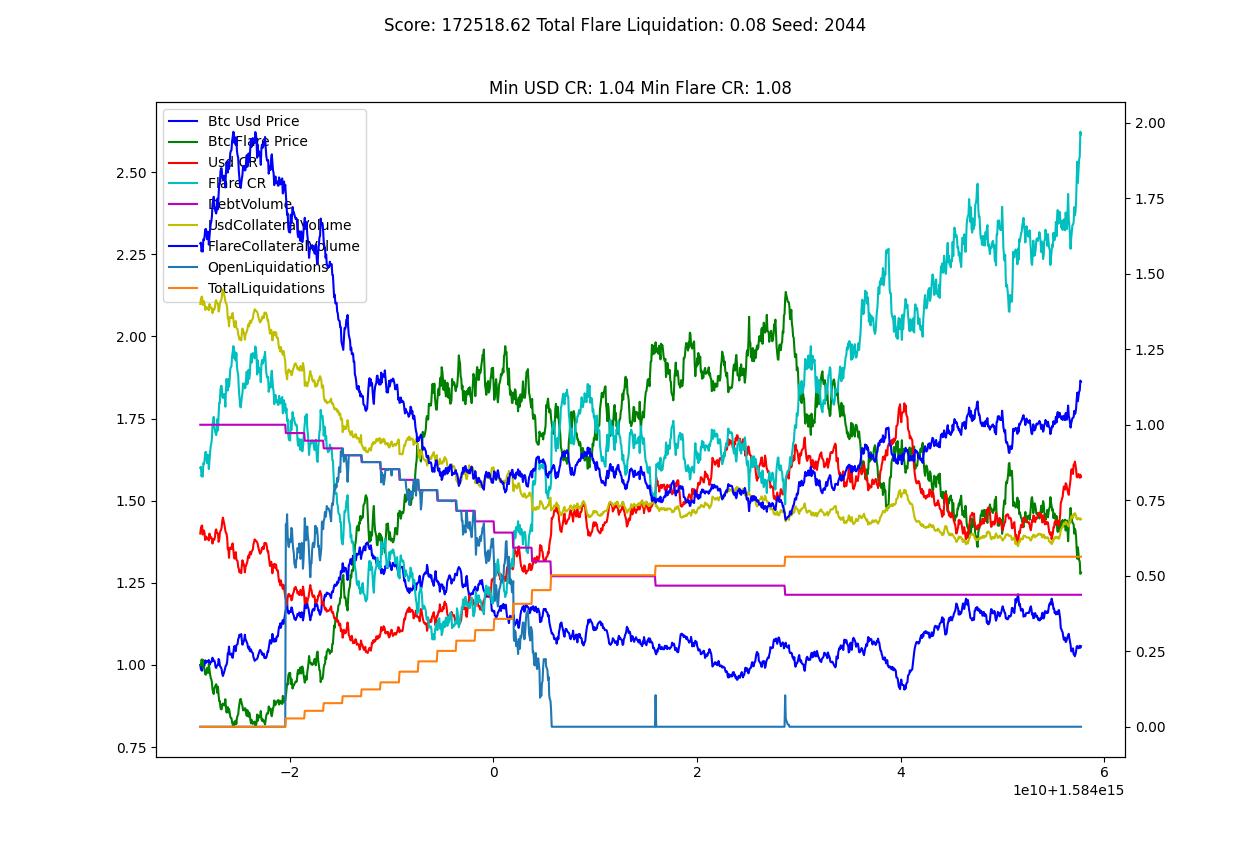 Score: 172518.62 Total Flare Liquidation: 0.08 Seed: 2044
Min USD CR: 1.04 Min Flare CR: 1.08
Btc Usd Price
Btc Flare Price
Usd CR
Flare CR
DebtVolume
UsdCollateralVolume
FlareCollateralVolume
OpenLiquidations
TotalLiquidations
2.50
2.25
2.00
1.75
1.50
1.25
1.00
0.75
2.00
1.75
1.50
1.25
1.00
0.75
0.50
0.25
0.00
−2
0
2
4
6
1e10+1.584e15